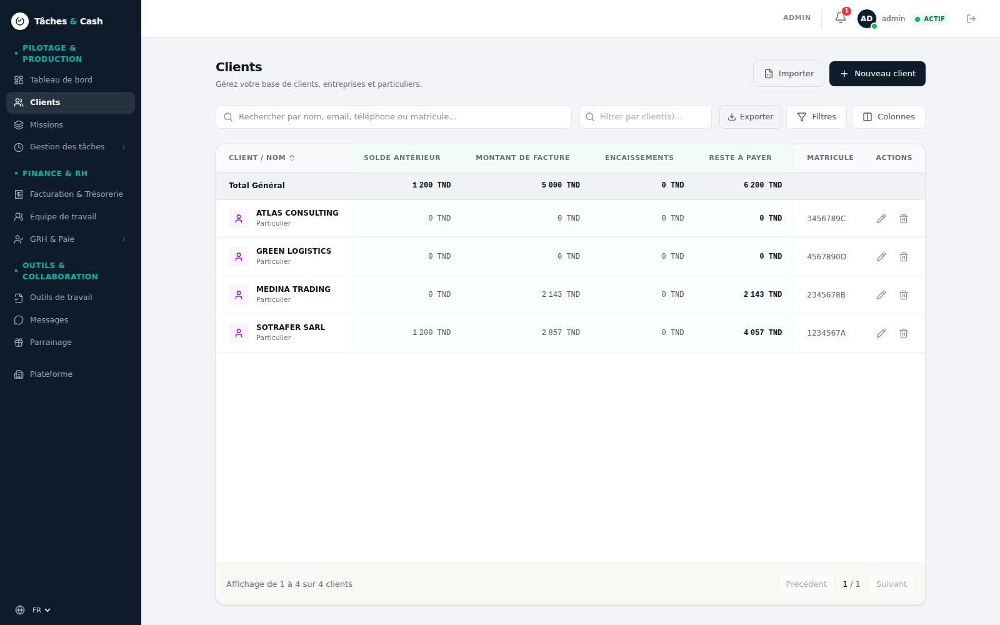 Tâches & Cash
ADMIN
1
AD
admin
ACTIF
• PILOTAGE &
PRODUCTION
Tableau de bord
Clients
Missions
Gestion des tâches
• FINANCE & RH
Facturation & Trésorerie
Équipe de travail
GRH & Paie
• OUTILS &
COLLABORATION
Outils de travail
Messages
Parrainage
Plateforme
FR
Clients
Gérez votre base de clients, entreprises et particuliers.
Importer
Nouveau client
Rechercher par nom, email, téléphone ou matricule...
Filtrer par client(s)...
Exporter
Filtres
Colonnes
CLIENT / NOM SOLDE ANTÉRIEUR MONTANT DE FACTURE ENCAISSEMENTS RESTE À PAYER MATRICULE ACTIONS
Total Général 1 200 TND 5 000 TND 0 TND 6 200 TND
ATLAS CONSULTING
Particulier
0 TND 0 TND 0 TND 0 TND 3456789C
GREEN LOGISTICS
Particulier
0 TND 0 TND 0 TND 0 TND 4567890D
MEDINA TRADING
Particulier
0 TND 2 143 TND 0 TND 2 143 TND 2345678B
SOTRAFER SARL
Particulier
1 200 TND 2 857 TND 0 TND 4 057 TND 1234567A
Affichage de 1 à 4 sur 4 clients
Précédent
1 / 1
Suivant